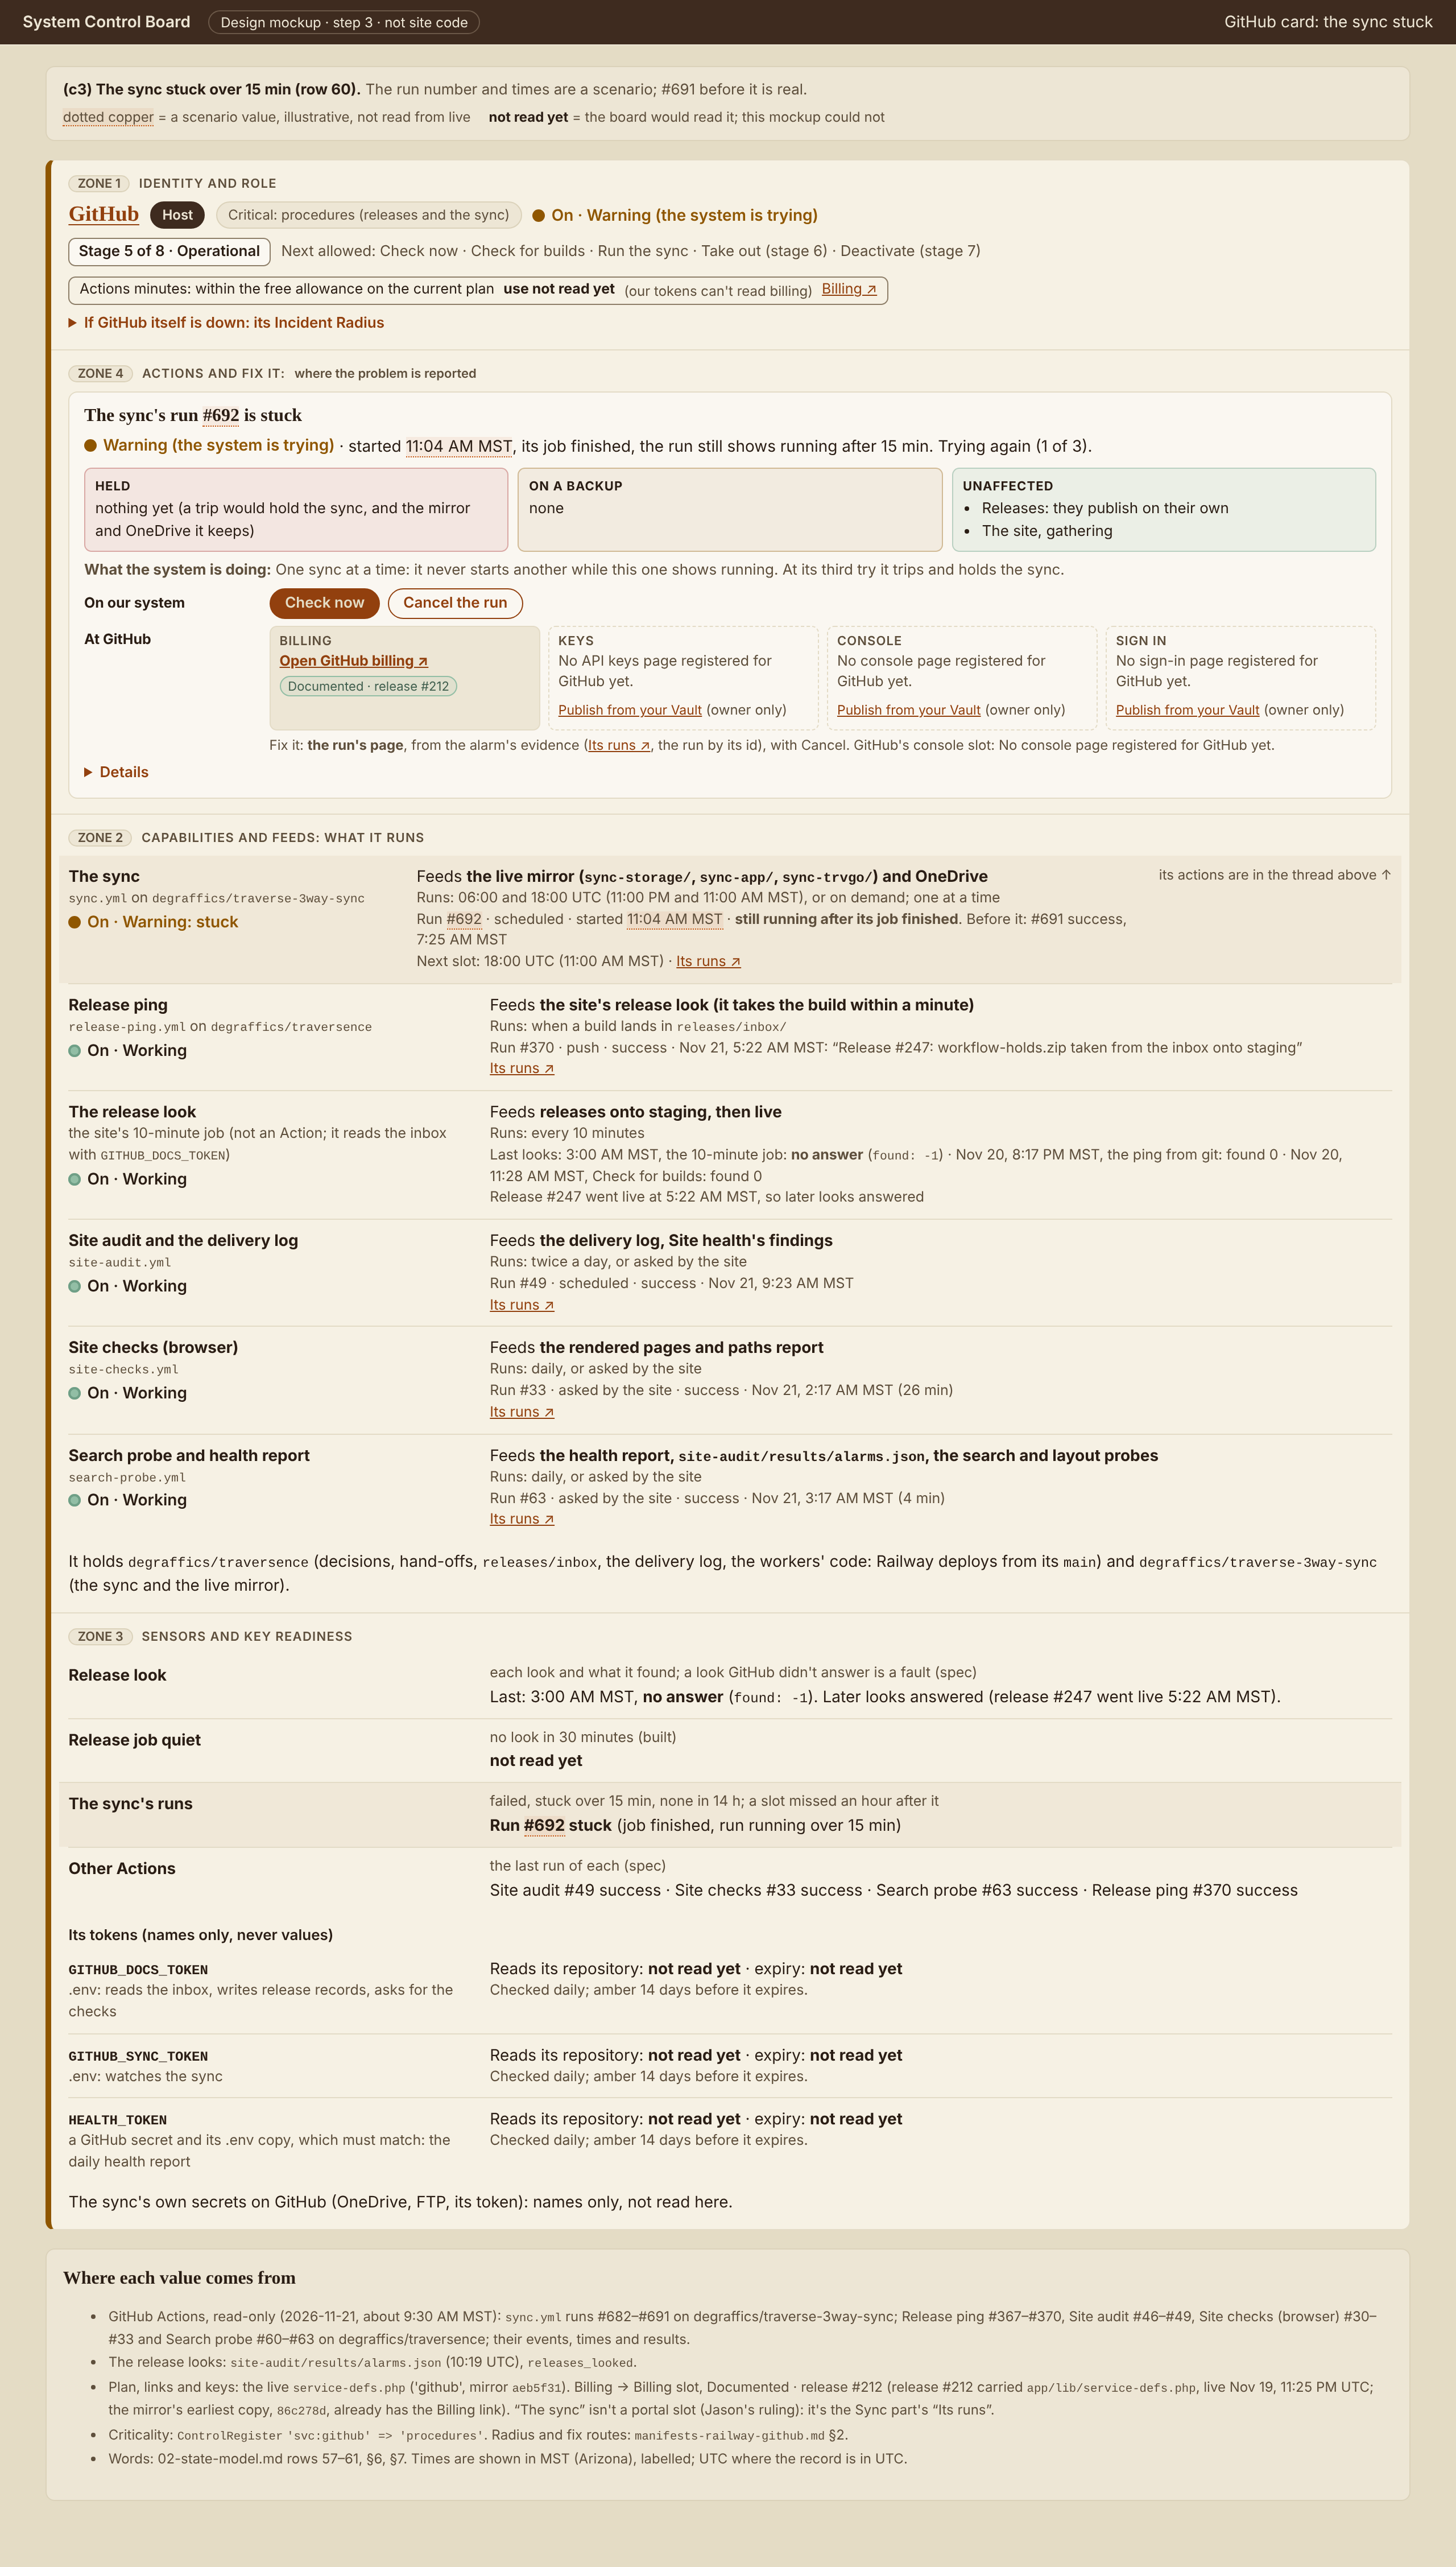 System Control Board
Design mockup · step 3 · not site code
GitHub card: the sync stuck
(c3) The sync stuck over 15 min (row 60). The run number and times are a scenario; #691 before it is real.
dotted copper = a scenario value, illustrative, not read from live not read yet = the board would read it; this mockup could not
ZONE 1 IDENTITY AND ROLE
GitHub Host Critical: procedures (releases and the sync) On · Warning (the system is trying)
Stage 5 of 8 · Operational Next allowed: Check now · Check for builds · Run the sync · Take out (stage 6) · Deactivate (stage 7)
Actions minutes: within the free allowance on the current plan use not read yet (our tokens can't read billing) Billing ↗
▶ If GitHub itself is down: its Incident Radius
ZONE 4 ACTIONS AND FIX IT: where the problem is reported
The sync's run #692 is stuck
Warning (the system is trying) · started 11:04 AM MST, its job finished, the run still shows running after 15 min. Trying again (1 of 3).
HELD
nothing yet (a trip would hold the sync, and the mirror
and OneDrive it keeps)
ON A BACKUP
none
UNAFFECTED
• Releases: they publish on their own
• The site, gathering
What the system is doing: One sync at a time: it never starts another while this one shows running. At its third try it trips and holds the sync.
On our system Check now Cancel the run
At GitHub
BILLING
Open GitHub billing ↗
Documented · release #212
KEYS
No API keys page registered for
GitHub yet.
Publish from your Vault (owner only)
CONSOLE
No console page registered for
GitHub yet.
Publish from your Vault (owner only)
SIGN IN
No sign-in page registered for
GitHub yet.
Publish from your Vault (owner only)
Fix it: the run's page, from the alarm's evidence (Its runs ↗, the run by its id), with Cancel. GitHub's console slot: No console page registered for GitHub yet.
▶ Details
ZONE 2 CAPABILITIES AND FEEDS: WHAT IT RUNS
The sync
sync.yml on degraffics/traverse-3way-sync
On · Warning: stuck
Feeds the live mirror (sync-storage/, sync-app/, sync-trvgo/) and OneDrive
Runs: 06:00 and 18:00 UTC (11:00 PM and 11:00 AM MST), or on demand; one at a time
Run #692 · scheduled · started 11:04 AM MST · still running after its job finished. Before it: #691 success,
7:25 AM MST
Next slot: 18:00 UTC (11:00 AM MST) · Its runs ↗
its actions are in the thread above ↑
Release ping
release-ping.yml on degraffics/traversence
On · Working
Feeds the site's release look (it takes the build within a minute)
Runs: when a build lands in releases/inbox/
Run #370 · push · success · Nov 21, 5:22 AM MST: “Release #247: workflow-holds.zip taken from the inbox onto staging”
Its runs ↗
The release look
the site's 10-minute job (not an Action; it reads the inbox
with GITHUB_DOCS_TOKEN)
On · Working
Feeds releases onto staging, then live
Runs: every 10 minutes
Last looks: 3:00 AM MST, the 10-minute job: no answer (found: -1) · Nov 20, 8:17 PM MST, the ping from git: found 0 · Nov 20,
11:28 AM MST, Check for builds: found 0
Release #247 went live at 5:22 AM MST, so later looks answered
Site audit and the delivery log
site-audit.yml
On · Working
Feeds the delivery log, Site health's findings
Runs: twice a day, or asked by the site
Run #49 · scheduled · success · Nov 21, 9:23 AM MST
Its runs ↗
Site checks (browser)
site-checks.yml
On · Working
Feeds the rendered pages and paths report
Runs: daily, or asked by the site
Run #33 · asked by the site · success · Nov 21, 2:17 AM MST (26 min)
Its runs ↗
Search probe and health report
search-probe.yml
On · Working
Feeds the health report, site-audit/results/alarms.json, the search and layout probes
Runs: daily, or asked by the site
Run #63 · asked by the site · success · Nov 21, 3:17 AM MST (4 min)
Its runs ↗
It holds degraffics/traversence (decisions, hand-offs, releases/inbox, the delivery log, the workers' code: Railway deploys from its main) and degraffics/traverse-3way-sync
(the sync and the live mirror).
ZONE 3 SENSORS AND KEY READINESS
Release look
each look and what it found; a look GitHub didn't answer is a fault (spec)
Last: 3:00 AM MST, no answer (found: -1). Later looks answered (release #247 went live 5:22 AM MST).
Release job quiet
no look in 30 minutes (built)
not read yet
The sync's runs
failed, stuck over 15 min, none in 14 h; a slot missed an hour after it
Run #692 stuck (job finished, run running over 15 min)
Other Actions
the last run of each (spec)
Site audit #49 success · Site checks #33 success · Search probe #63 success · Release ping #370 success
Its tokens (names only, never values)
GITHUB_DOCS_TOKEN
.env: reads the inbox, writes release records, asks for the
checks
Reads its repository: not read yet · expiry: not read yet
Checked daily; amber 14 days before it expires.
GITHUB_SYNC_TOKEN
.env: watches the sync
Reads its repository: not read yet · expiry: not read yet
Checked daily; amber 14 days before it expires.
HEALTH_TOKEN
a GitHub secret and its .env copy, which must match: the
daily health report
Reads its repository: not read yet · expiry: not read yet
Checked daily; amber 14 days before it expires.
The sync's own secrets on GitHub (OneDrive, FTP, its token): names only, not read here.
Where each value comes from
• GitHub Actions, read-only (2026-11-21, about 9:30 AM MST): sync.yml runs #682–#691 on degraffics/traverse-3way-sync; Release ping #367–#370, Site audit #46–#49, Site checks (browser) #30–
#33 and Search probe #60–#63 on degraffics/traversence; their events, times and results.
• The release looks: site-audit/results/alarms.json (10:19 UTC), releases_looked.
• Plan, links and keys: the live service-defs.php ('github', mirror aeb5f31). Billing → Billing slot, Documented · release #212 (release #212 carried app/lib/service-defs.php, live Nov 19, 11:25 PM UTC;
the mirror's earliest copy, 86c278d, already has the Billing link). “The sync” isn't a portal slot (Jason's ruling): it's the Sync part's “Its runs”.
• Criticality: ControlRegister 'svc:github' => 'procedures'. Radius and fix routes: manifests-railway-github.md §2.
• Words: 02-state-model.md rows 57–61, §6, §7. Times are shown in MST (Arizona), labelled; UTC where the record is in UTC.